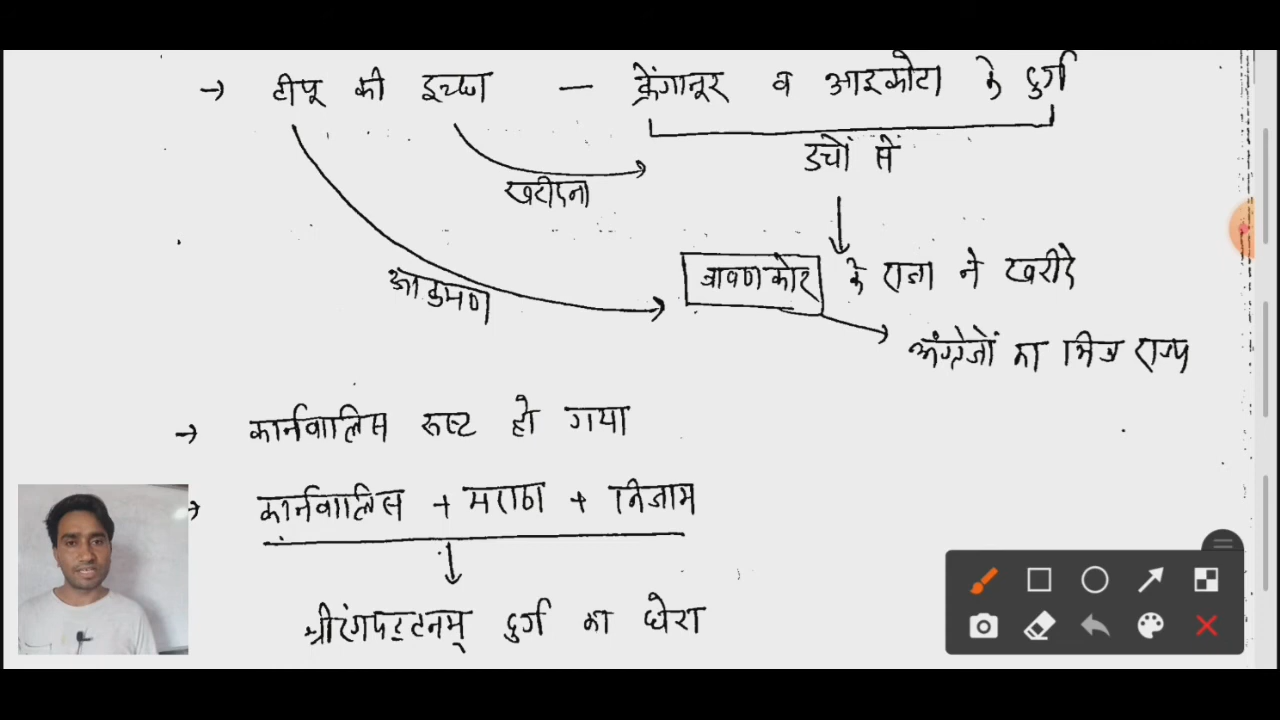 → टीपू की इच्छा — क्रेंगानूर व आइकोटा के दुर्ग
डचों से
खरीदना
त्रावणकोर के राजा ने खरीदे
आक्रमण
अंग्रेजों का मित्र राज्य
→ कार्नवालिस रुष्ट हो गया
→ कार्नवालिस + मराठा + निजाम
श्रीरंगपट्टनम् दुर्ग का घेरा